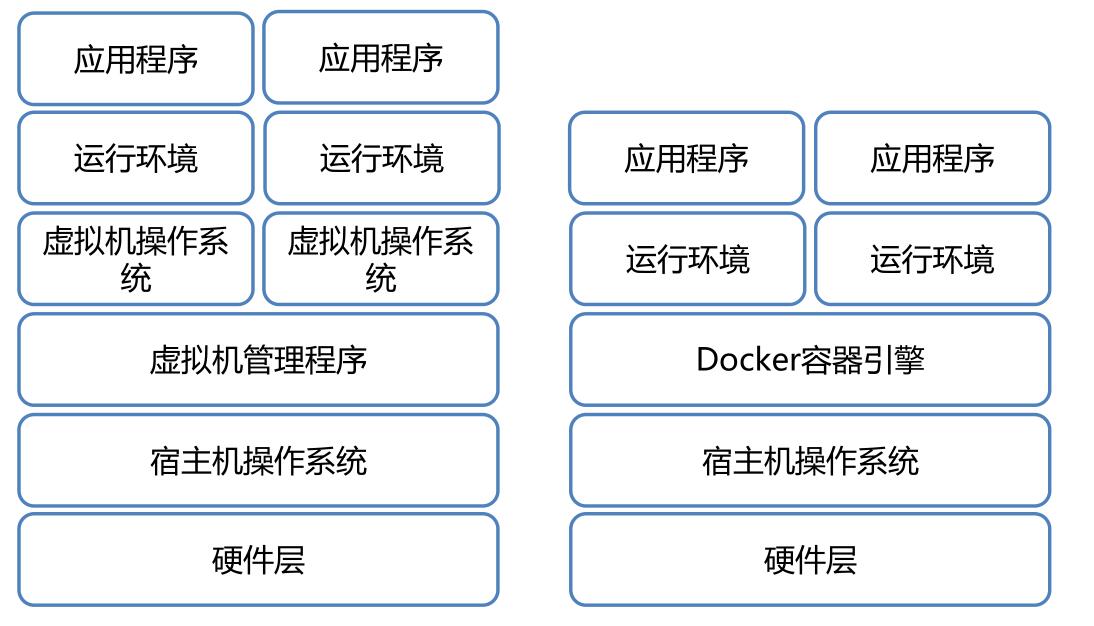 应用程序
应用程序
运行环境
运行环境
虚拟机操作系
统
虚拟机操作系
统
虚拟机管理程序
宿主机操作系统
硬件层
应用程序
应用程序
运行环境
运行环境
Docker容器引擎
宿主机操作系统
硬件层